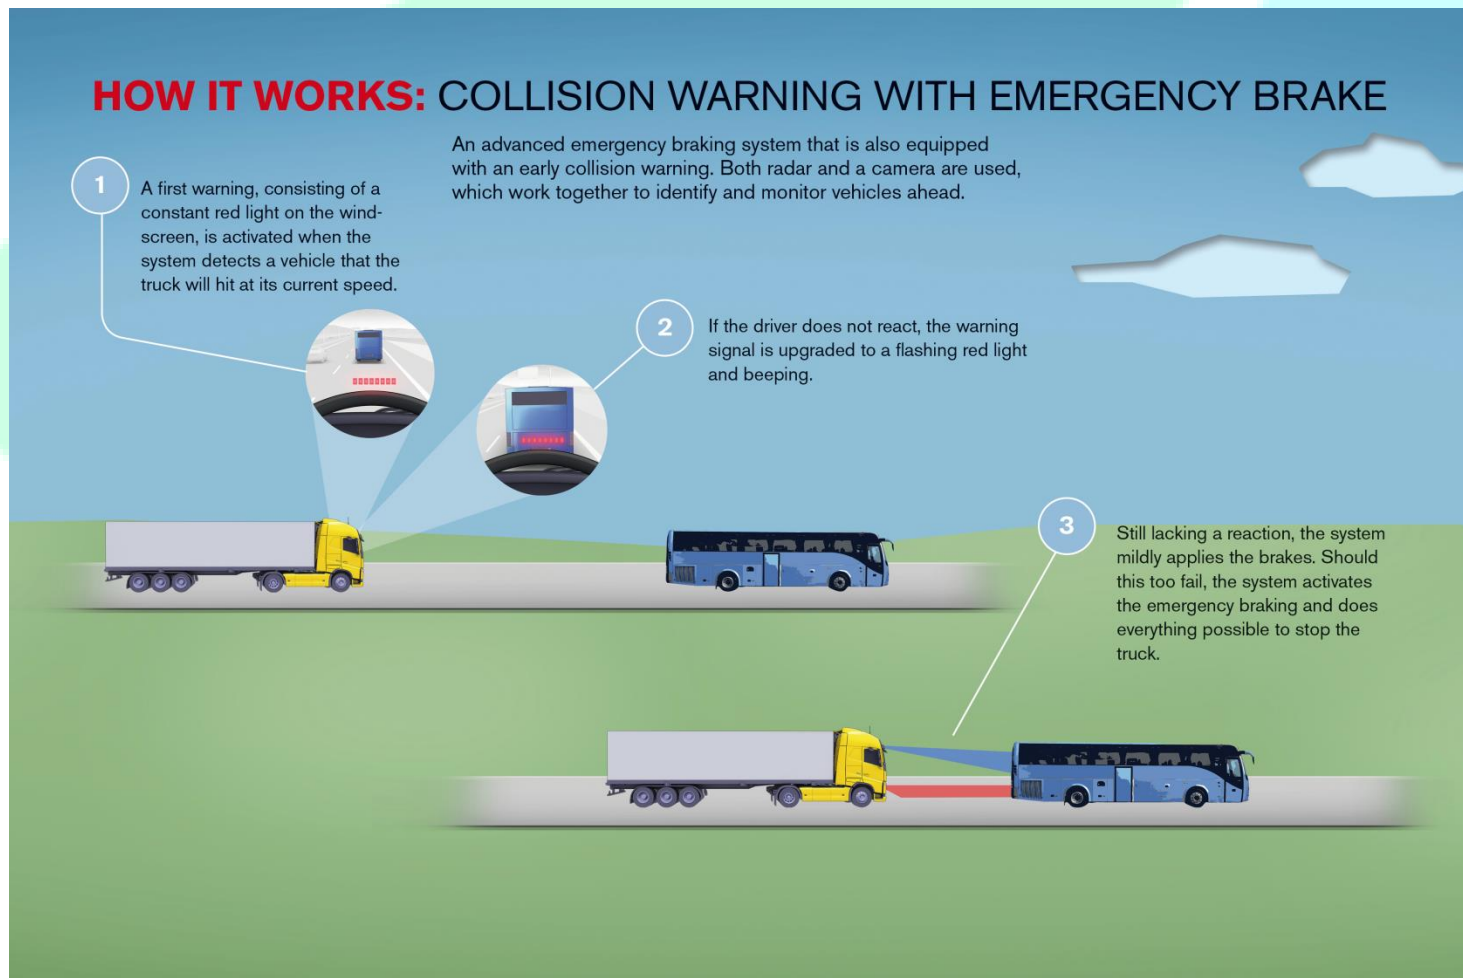 HOW IT WORKS: COLLISION WARNING WITH EMERGENCY BRAKE
An advanced emergency braking system that is also equipped
with an early collision warning. Both radar and a camera are used,
which work together to identify and monitor vehicles ahead.
1
A first warning, consisting of a
constant red light on the wind-
screen, is activated when the
system detects a vehicle that the
truck will hit at its current speed.
2
If the driver does not react, the warning
signal is upgraded to a flashing red light
and beeping.
3
Still lacking a reaction, the system
mildly applies the brakes. Should
this too fail, the system activates
the emergency braking and does
everything possible to stop the
truck.